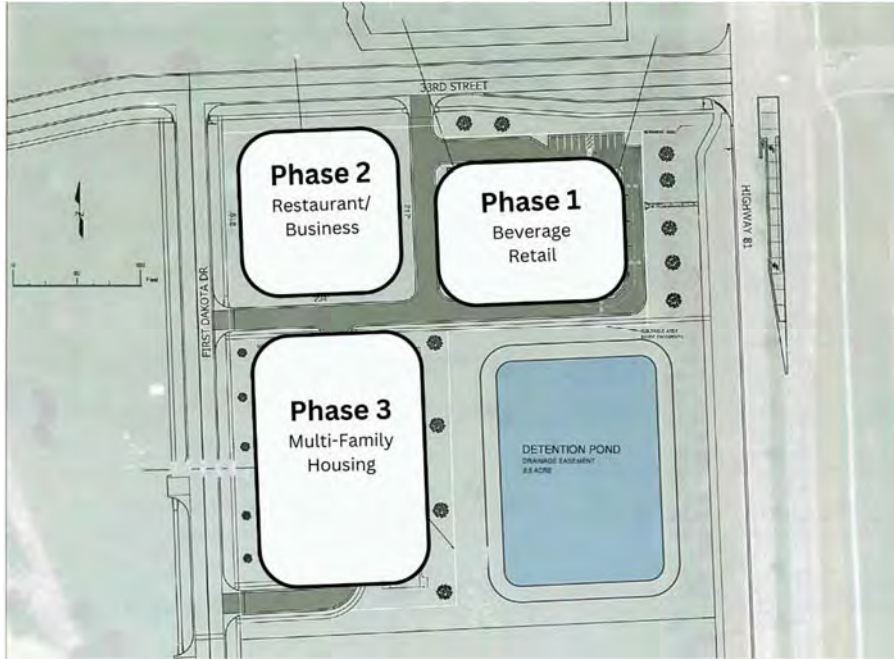 33RD STREET
Phase 2
Restaurant/
Business
Phase 1
Beverage
Retail
HIGHWAY 81
FIRST DAKOTA DR
217'
Phase 3
Multi-Family
Housing
DETENTION POND
DRAINAGE EASEMENT